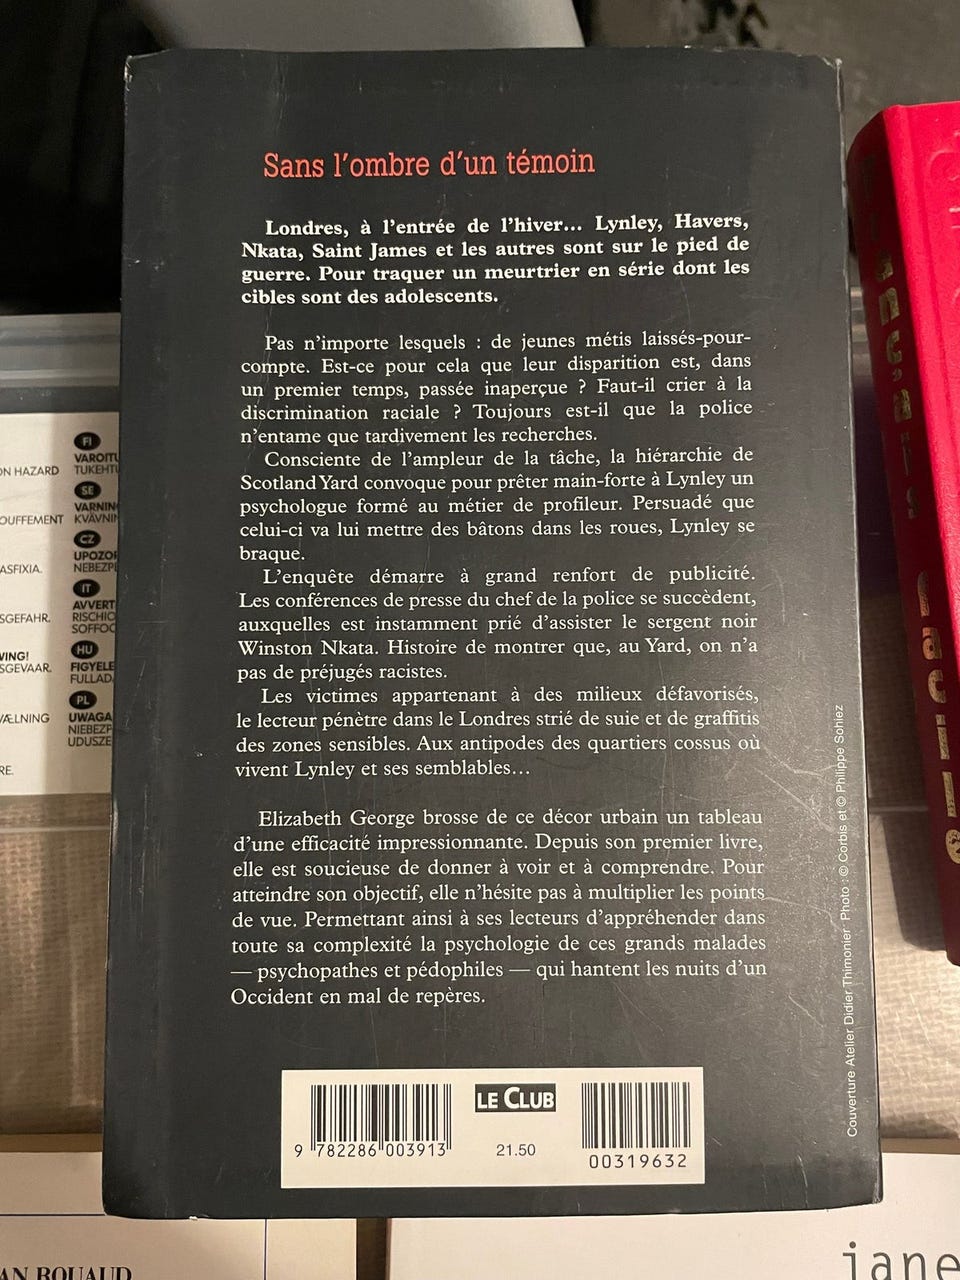 Sans l'ombre d'un témoin
Londres, à l'entrée de l'hiver... Lynley, Havers,
Nkata, Saint James et les autres sont sur le pied de
guerre. Pour traquer un meurtrier en série dont les
cibles sont des adolescents.
Pas n'importe lesquels : de jeunes métis laissés-pour-
compte. Est-ce pour cela que leur disparition est, dans
un premier temps, passée inaperçue ? Faut-il crier à la
discrimination raciale ? Toujours est-il que la police
n'entame que tardivement les recherches.
Consciente de l'ampleur de la tâche, la hiérarchie de
Scotland Yard convoque pour prêter main-forte à Lynley un
psychologue formé au métier de profileur. Persuadé que
celui-ci va lui mettre des bâtons dans les roues, Lynley se
braque.
L'enquête démarre à grand renfort de publicité.
Les conférences de presse du chef de la police se succèdent,
auxquelles est instamment prié d'assister le sergent noir
Winston Nkata. Histoire de montrer que, au Yard, on n'a
pas de préjugés racistes.
Les victimes appartenant à des milieux défavorisés,
le lecteur pénètre dans le Londres strié de suie et de graffitis
des zones sensibles. Aux antipodes des quartiers cossus où
vivent Lynley et ses semblables...
Elizabeth George brosse de ce décor urbain un tableau
d'une efficacité impressionnante. Depuis son premier livre,
elle est soucieuse de donner à voir et à comprendre. Pour
atteindre son objectif, elle n'hésite pas à multiplier les points
de vue. Permettant ainsi à ses lecteurs d'appréhender dans
toute sa complexité la psychologie de ces grands malades
— psychopathes et pédophiles — qui hantent les nuits d'un
Occident en mal de repères.
Couverture Atelier Didier Thimonier Photo : © Corbis et © Philippe Sohiez
LE CLUB
9 782286 003913
21.50
00319632
FI
VAROITU
ON HAZARD TUKEHTU
SE
VARNIN
OUFFEMENT KVÄVNIN
CZ
UPOZOR
ASFIXIA. NEBEZPE
IT
AVVERT
SGEFAHR. RISCHIO
SOFFOC
HU
VING! FIGYELE
SGEVAAR. FULLAD
PL
VÆLNING UWAGA
NIEBEZP
UDUSZE
RE.
AN ROUAUD
jane